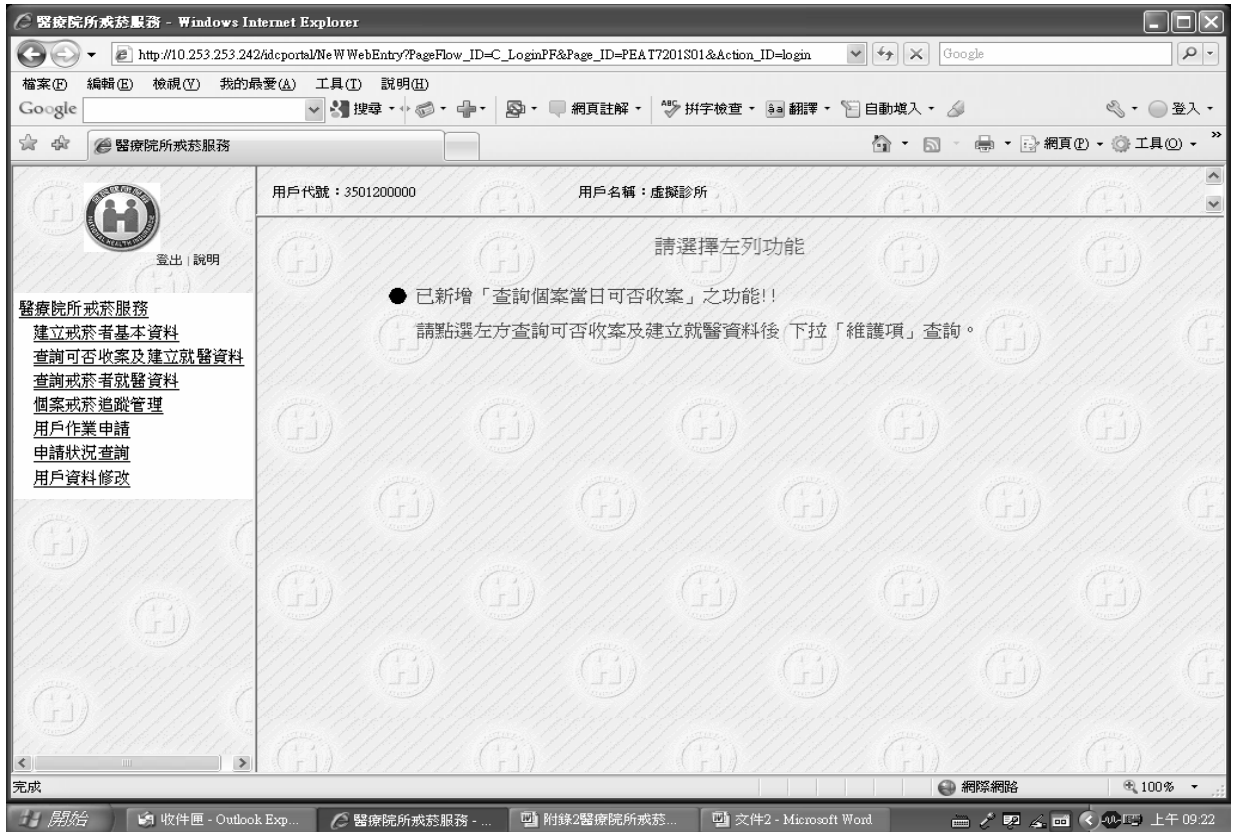 醫療院所戒菸服務 - Windows Internet Explorer
http://10.253.253.242/idcportal/NeWWebEntry?PageFlow_ID=C_LoginPF&Page_ID=PEAT7201S01&Action_ID=login
Google
檔案(F) 編輯(E) 檢視(V) 我的最愛(A) 工具(T) 說明(H)
Google 搜尋 網頁註解 拼字檢查 翻譯 自動填入 登入
醫療院所戒菸服務 網頁(P) 工具(O)
用戶代號：3501200000 用戶名稱：虛擬診所
登出 | 說明
請選擇左列功能
● 已新增「查詢個案當日可否收案」之功能!!
請點選左方查詢可否收案及建立就醫資料後 下拉「維護項」查詢。
醫療院所戒菸服務
建立戒菸者基本資料
查詢可否收案及建立就醫資料
查詢戒菸者就醫資料
個案戒菸追蹤管理
用戶作業申請
申請狀況查詢
用戶資料修改
完成 網際網路 100%
開始 收件匣 - Outlook Exp... 醫療院所戒菸服務 - ... 附錄2醫療院所戒菸... 文件2 - Microsoft Word 上午 09:22